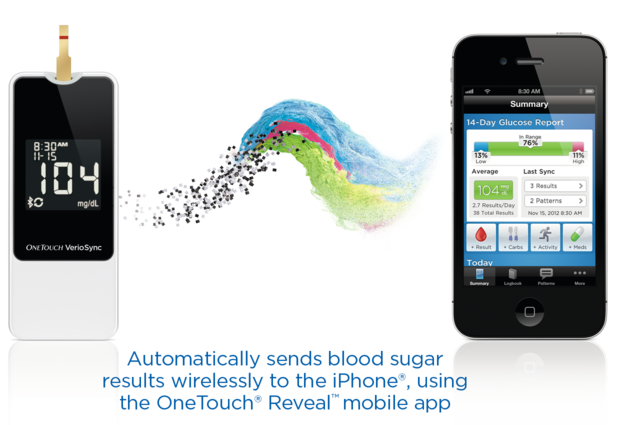 8:30 AM
11-15
104
mg/dL
ONETOUCH VerioSync
8:30 AM
Summary
14-Day Glucose Report
In Range
76%
13%
Low
11%
High
Average
104
2.7 Results/Day
38 Total Results
Last Sync
3 Results >
2 Patterns >
Nov 15, 2012 8:30 AM
+ Result
+ Carbs
+ Activity
+ Meds
Today
Summary
Logbook
Patterns
More
Automatically sends blood sugar
results wirelessly to the iPhone®, using
the OneTouch® Reveal™ mobile app